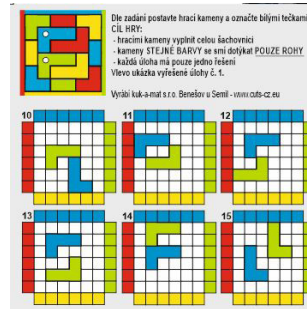 Dle zadání postavte hrací kameny a označte bílými tečkami
CÍL HRY:
- hracími kameny vyplnit celou šachovnici
- kameny STEJNÉ BARVY se smí dotýkat POUZE ROHY
- každá úloha má pouze jedno řešení
Vlevo ukázka vyřešené úlohy č. 1.
Vyrábí kuk-a-mat s.r.o. Benešov u Semil - www.cuts-cz.eu
10 11 12
13 14 15